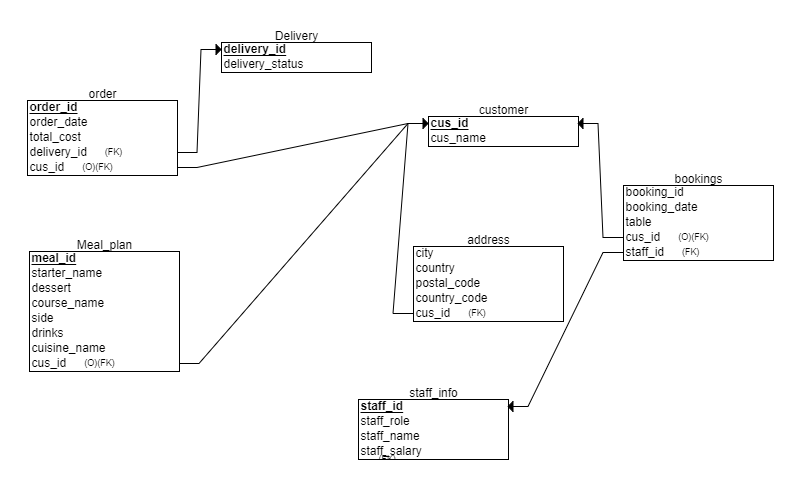 Delivery
delivery_id
delivery_status
order
order_id
order_date
total_cost
delivery_id (FK)
cus_id (O)(FK)
customer
cus_id
cus_name
bookings
booking_id
booking_date
table
cus_id (O)(FK)
staff_id (FK)
Meal_plan
meal_id
starter_name
dessert
course_name
side
drinks
cuisine_name
cus_id (O)(FK)
address
city
country
postal_code
country_code
cus_id (FK)
staff_info
staff_id
staff_role
staff_name
staff_salary